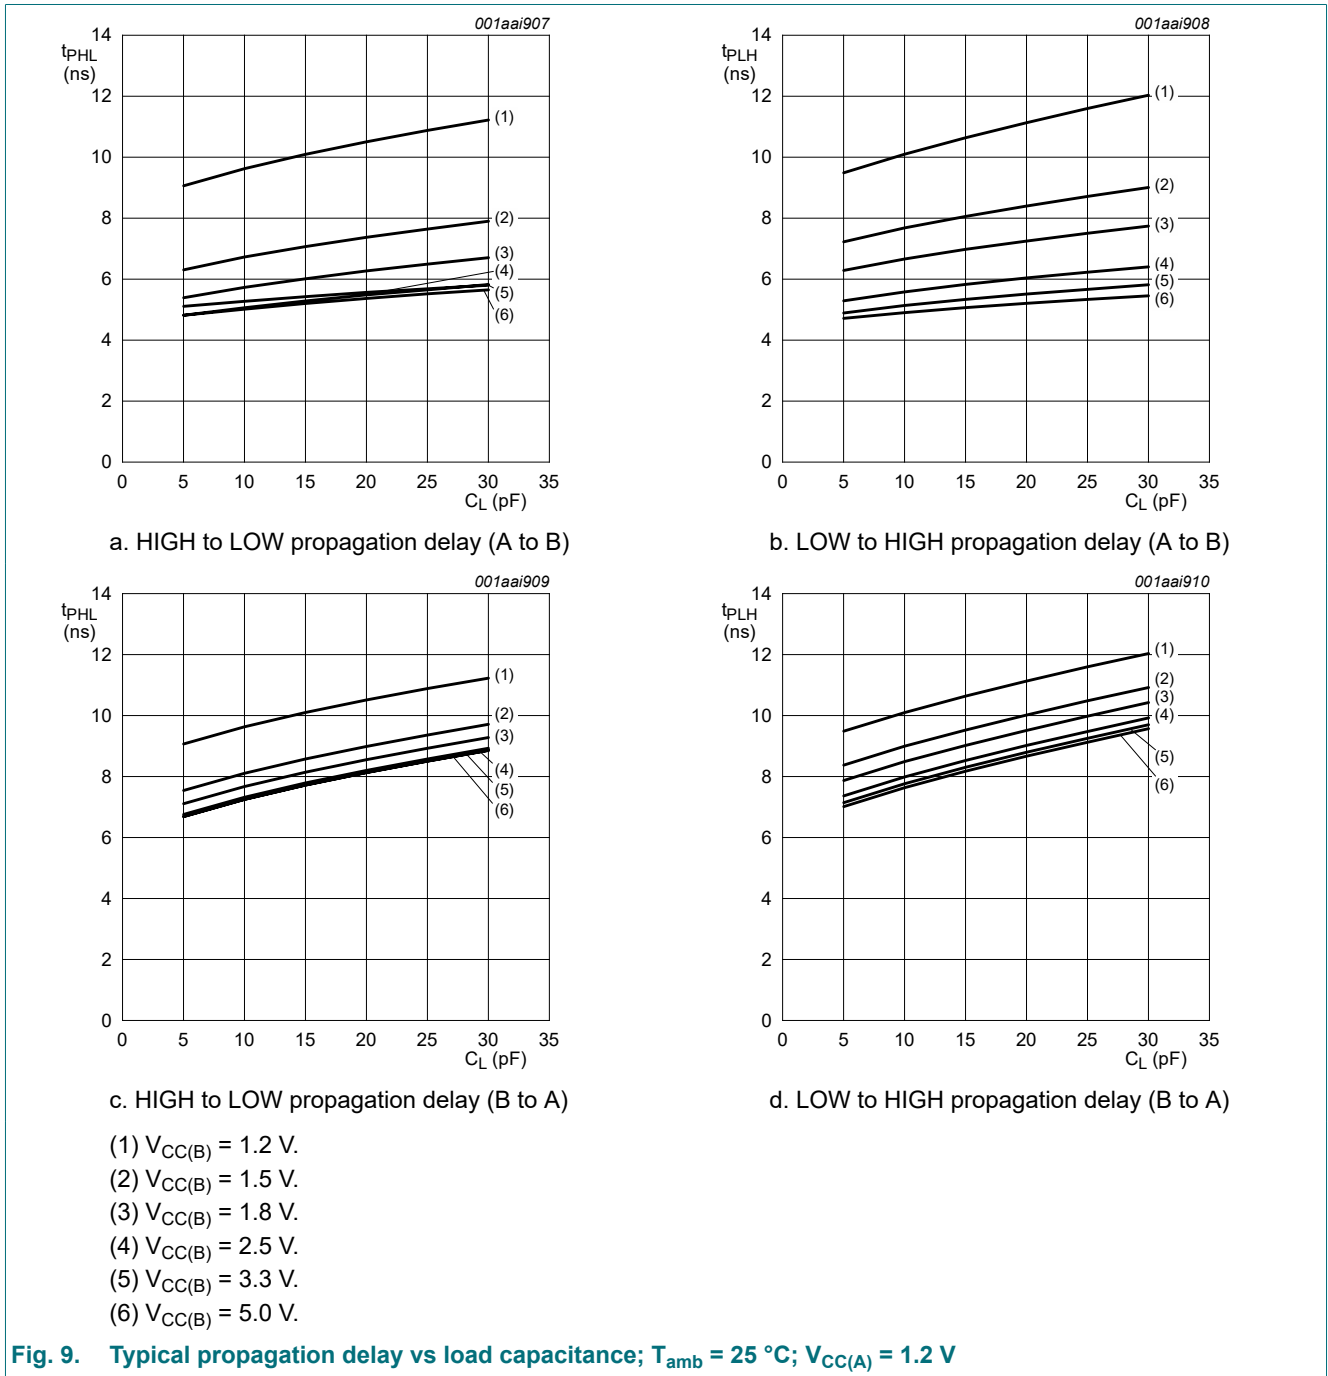 001aai907
14
tPHL
(ns)
12
10
8
6
4
2
0
(1)
(2)
(3)
(4)
(5)
(6)
0 5 10 15 20 25 30 35
CL (pF)
a. HIGH to LOW propagation delay (A to B)
001aai908
14
tPLH
(ns)
12
10
8
6
4
2
0
(1)
(2)
(3)
(4)
(5)
(6)
0 5 10 15 20 25 30 35
CL (pF)
b. LOW to HIGH propagation delay (A to B)
001aai909
14
tPHL
(ns)
12
10
8
6
4
2
0
(1)
(2)
(3)
(4)
(5)
(6)
0 5 10 15 20 25 30 35
CL (pF)
c. HIGH to LOW propagation delay (B to A)
001aai910
14
tPLH
(ns)
12
10
8
6
4
2
0
(1)
(2)
(3)
(4)
(5)
(6)
0 5 10 15 20 25 30 35
CL (pF)
d. LOW to HIGH propagation delay (B to A)
(1) VCC(B) = 1.2 V.
(2) VCC(B) = 1.5 V.
(3) VCC(B) = 1.8 V.
(4) VCC(B) = 2.5 V.
(5) VCC(B) = 3.3 V.
(6) VCC(B) = 5.0 V.
Fig. 9. Typical propagation delay vs load capacitance; Tamb = 25 °C; VCC(A) = 1.2 V